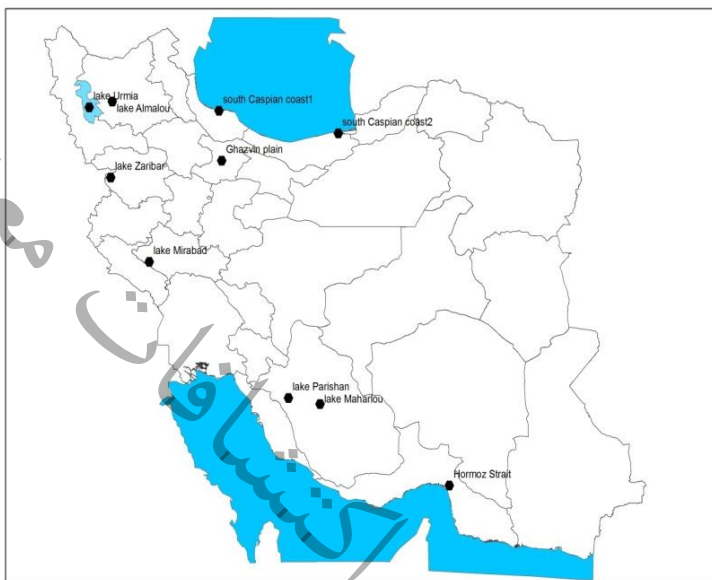 lake Urmia
lake Almalou
south Caspian coast1
south Caspian coast2
Ghazvin plain
lake Zaribar
lake Mirabad
lake Parishan
lake Maharlou
Hormoz Strait